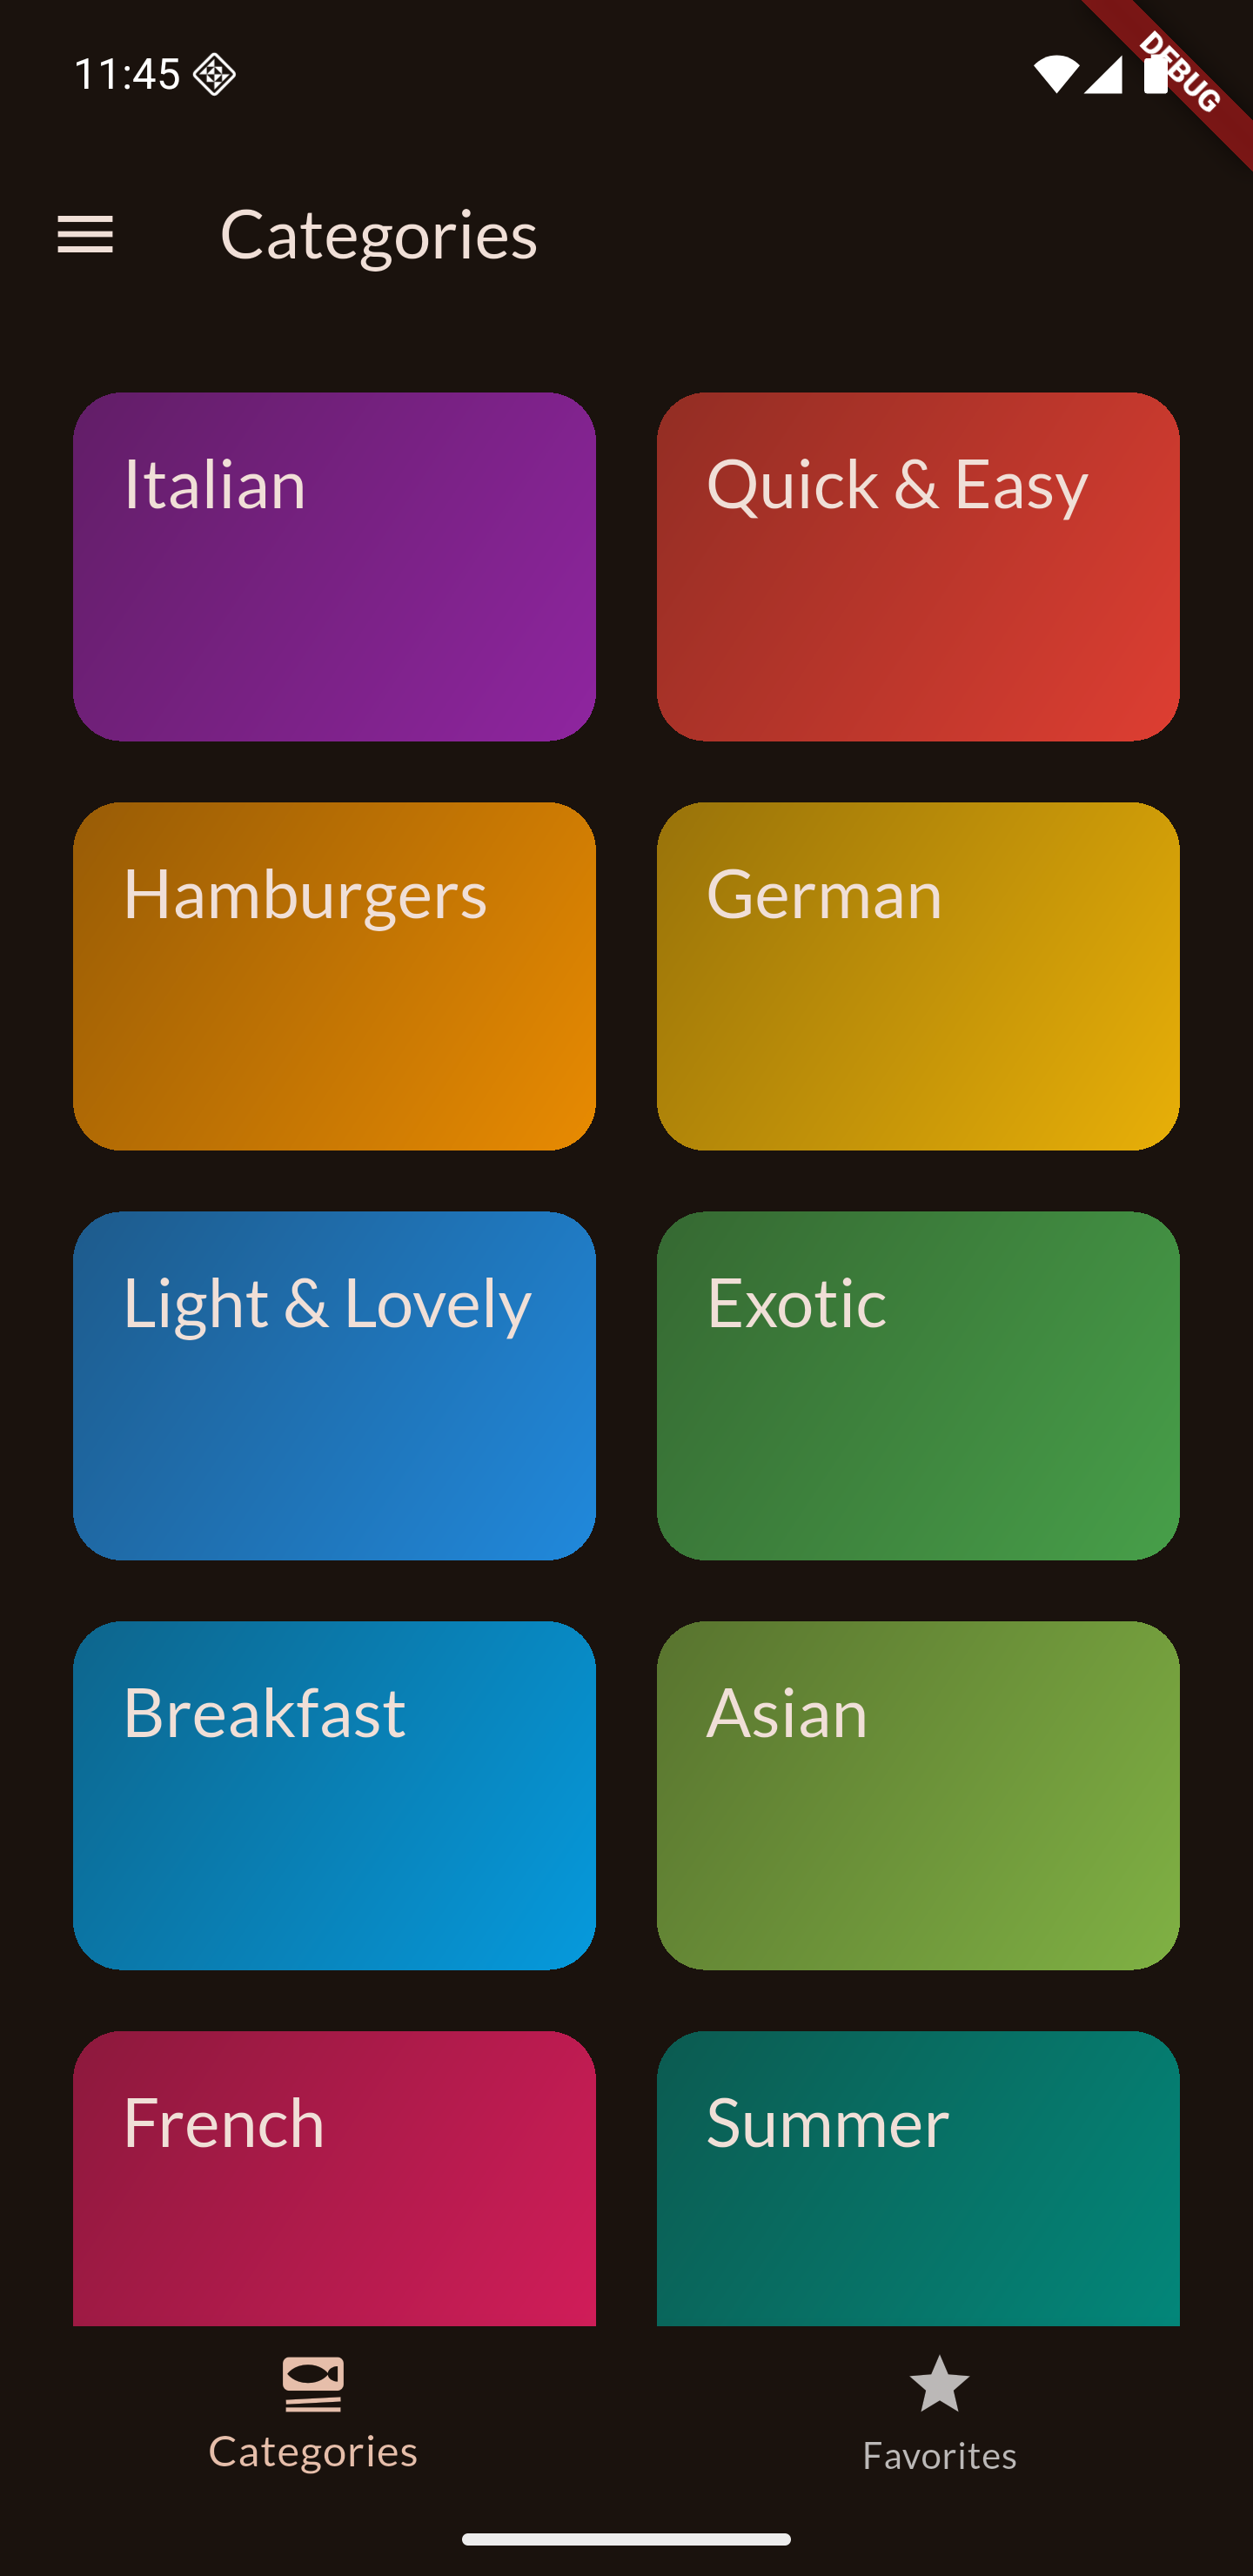 11:45
DEBUG
Categories
Italian
Quick & Easy
Hamburgers
German
Light & Lovely
Exotic
Breakfast
Asian
French
Summer
Categories
Favorites